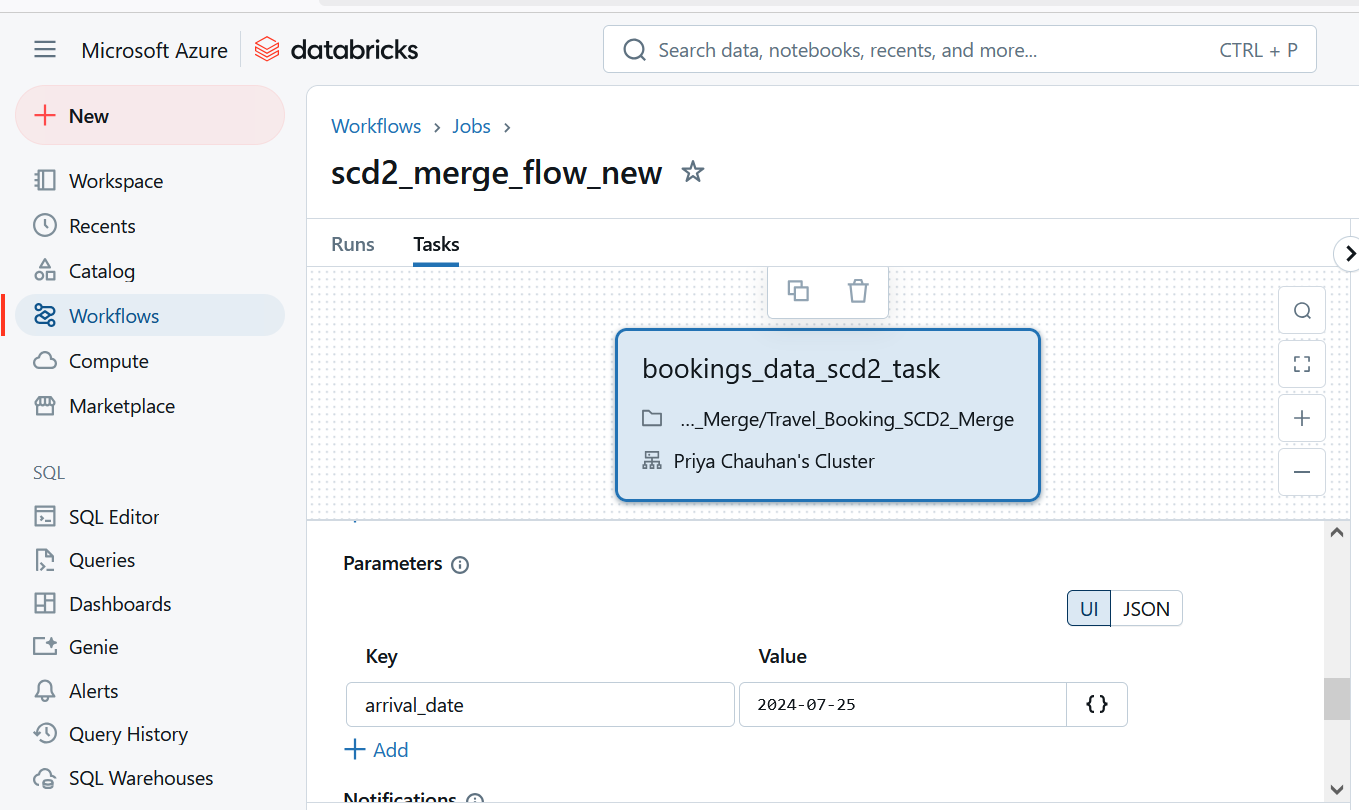 Microsoft Azure
databricks
Search data, notebooks, recents, and more...
CTRL + P
New
Workspace
Recents
Catalog
Workflows
Compute
Marketplace
SQL
SQL Editor
Queries
Dashboards
Genie
Alerts
Query History
SQL Warehouses
Workflows > Jobs >
scd2_merge_flow_new
Runs
Tasks
bookings_data_scd2_task
..._Merge/Travel_Booking_SCD2_Merge
Priya Chauhan's Cluster
Parameters
UI
JSON
Key
Value
arrival_date
2024-07-25
{}
+ Add
Notifications